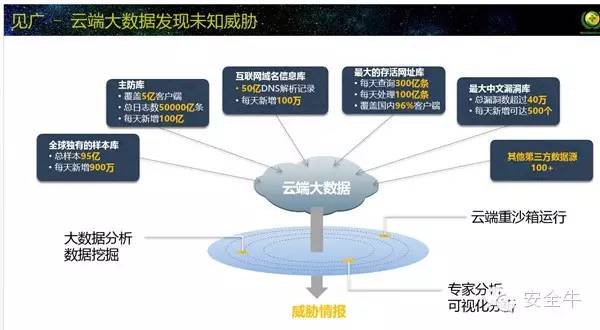 见广 - 云端大数据发现未知威胁
主防库
• 覆盖5亿客户端
• 总日志数50000亿条
• 每天新增100亿
互联网域名信息库
• 50亿DNS解析记录
• 每天新增100万
最大的存活网址库
• 每天查询300亿条
• 每天处理100亿条
• 覆盖国内96%客户端
最大中文漏洞库
• 总漏洞数超过40万
• 每天新增可达500个
全球独有的样本库
• 总样本95亿
• 每天新增900万
其他第三方数据源
100+
云端大数据
云端重沙箱运行
大数据分析
数据挖掘
专家分析
可视化分
威胁情报
安全牛